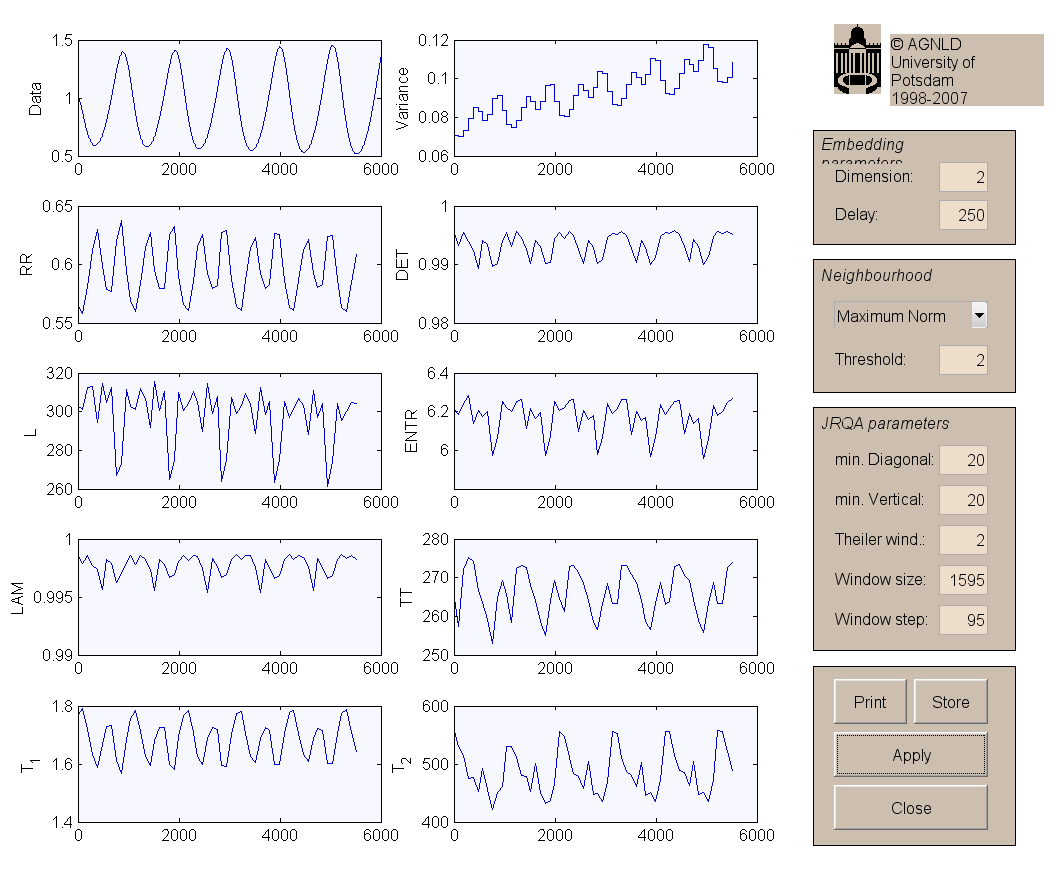 1.5
1
0.5
Data
0
2000
4000
6000
0.12
0.1
0.08
0.06
Variance
0
2000
4000
6000
0.65
0.6
0.55
RR
0
2000
4000
6000
1
0.99
0.98
DET
0
2000
4000
6000
320
300
280
260
L
0
2000
4000
6000
6.4
6.2
6
ENTR
0
2000
4000
6000
1
0.995
0.99
LAM
0
2000
4000
6000
280
270
260
250
TT
0
2000
4000
6000
1.8
1.6
1.4
T1
0
2000
4000
6000
600
500
400
T2
0
2000
4000
6000
© AGNLD
University of
Potsdam
1998-2007
Embedding
parameters
Dimension: 2
Delay: 250
Neighbourhood
Maximum Norm
Threshold: 2
JRQA parameters
min. Diagonal: 20
min. Vertical: 20
Theiler wind.: 2
Window size: 1595
Window step: 95
Print Store
Apply
Close